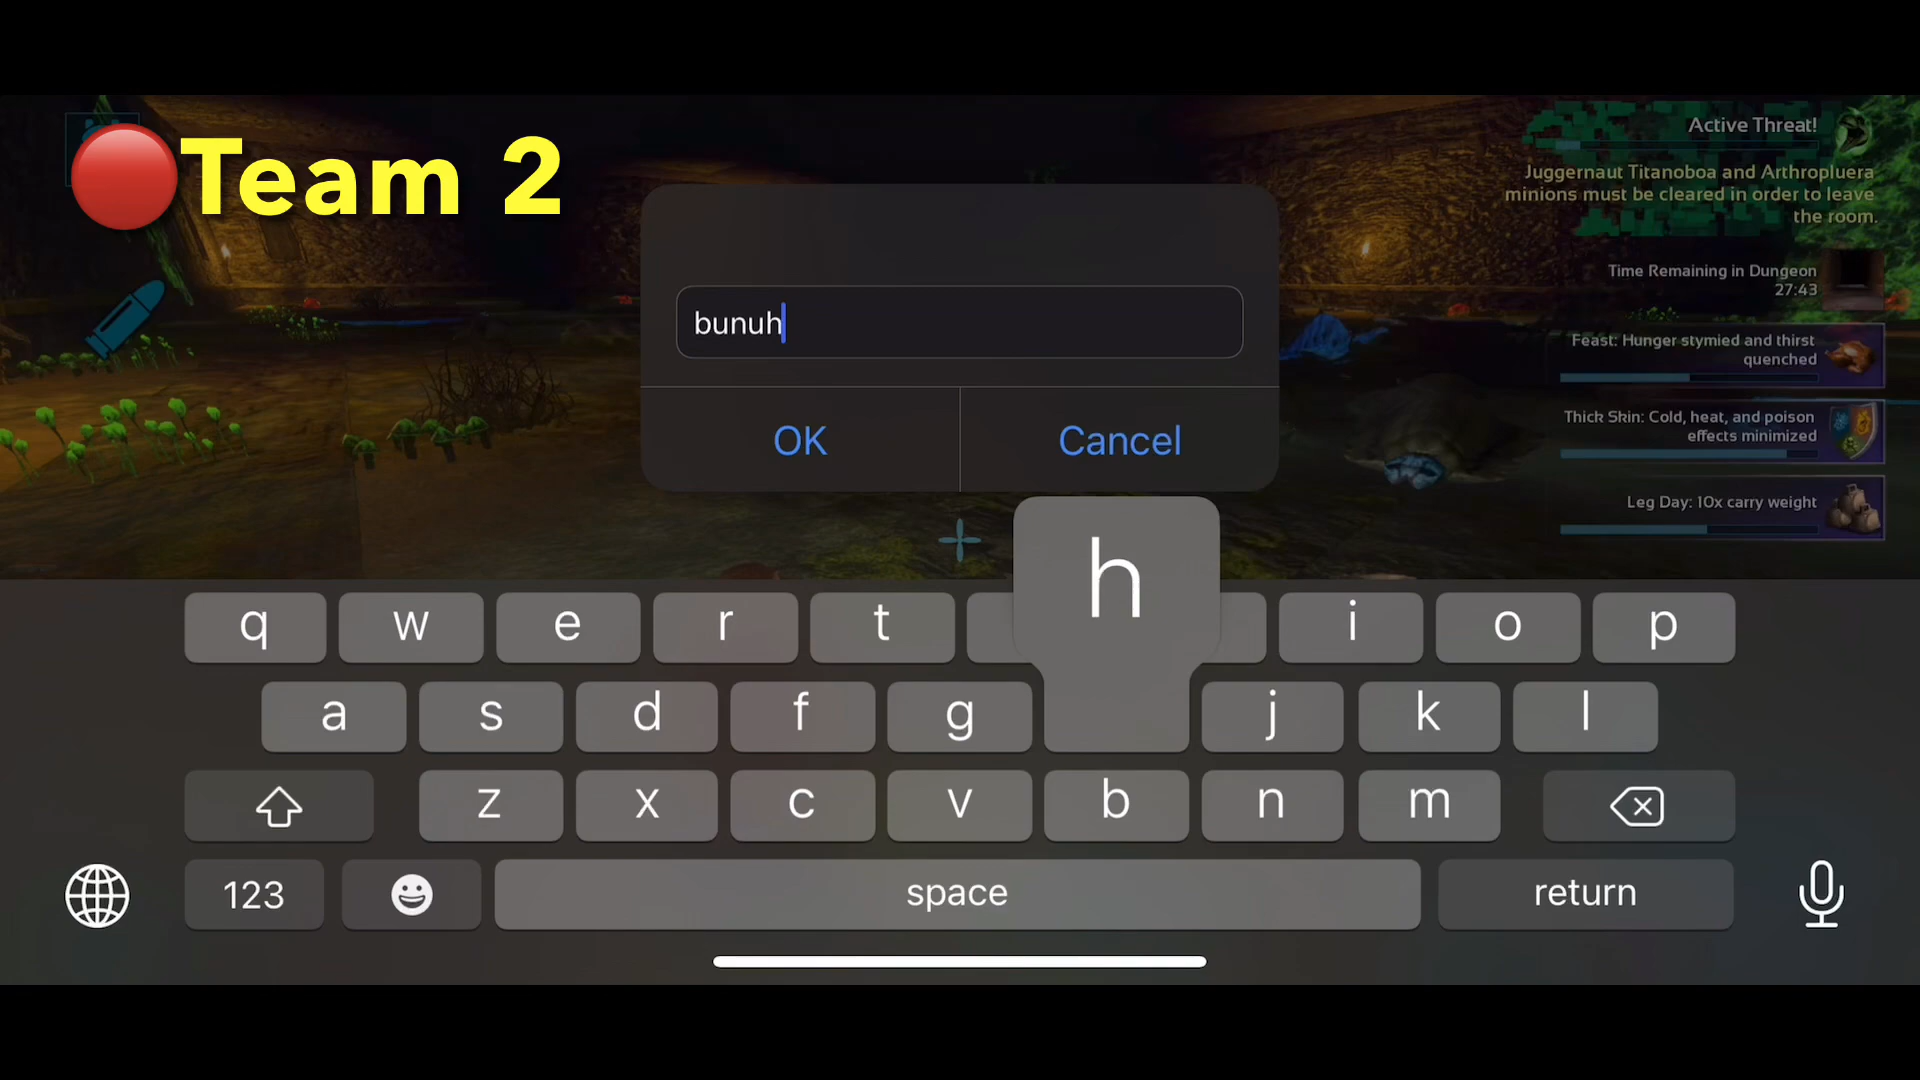 🔴Team 2
Active Threat!
Juggernaut Titanoboa and Arthropluera
minions must be cleared in order to leave
the room.
Time Remaining in Dungeon
27:43
Feast: Hunger stymied and thirst
quenched
Thick Skin: Cold, heat, and poison
effects minimized
Leg Day: 10x carry weight
bunuh
OK Cancel
h
q w e r t i o p
a s d f g j k l
z x c v b n m
123 space return